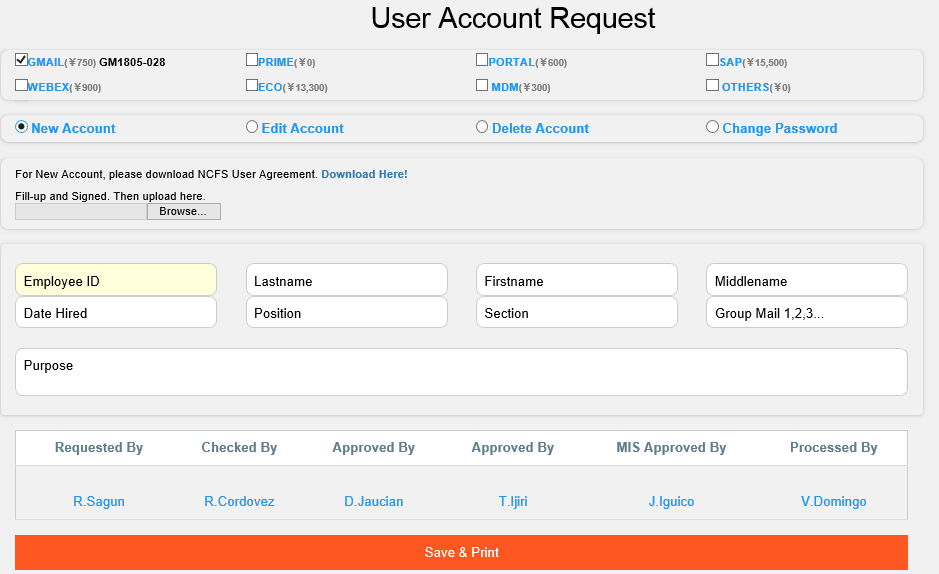 User Account Request
GMAIL(¥750) GM1805-028 PRIME(¥0) PORTAL(¥600) SAP(¥15,500)
WEBEX(¥900) ECO(¥13,300) MDM(¥300) OTHERS(¥0)
New Account Edit Account Delete Account Change Password
For New Account, please download NCFS User Agreement. Download Here!
Fill-up and Signed. Then upload here.
Browse...
Employee ID Lastname Firstname Middlename
Date Hired Position Section Group Mail 1,2,3...
Purpose
Requested By Checked By Approved By Approved By MIS Approved By Processed By
R.Sagun R.Cordovez D.Jaucian T.Ijiri J.Iguico V.Domingo
Save & Print